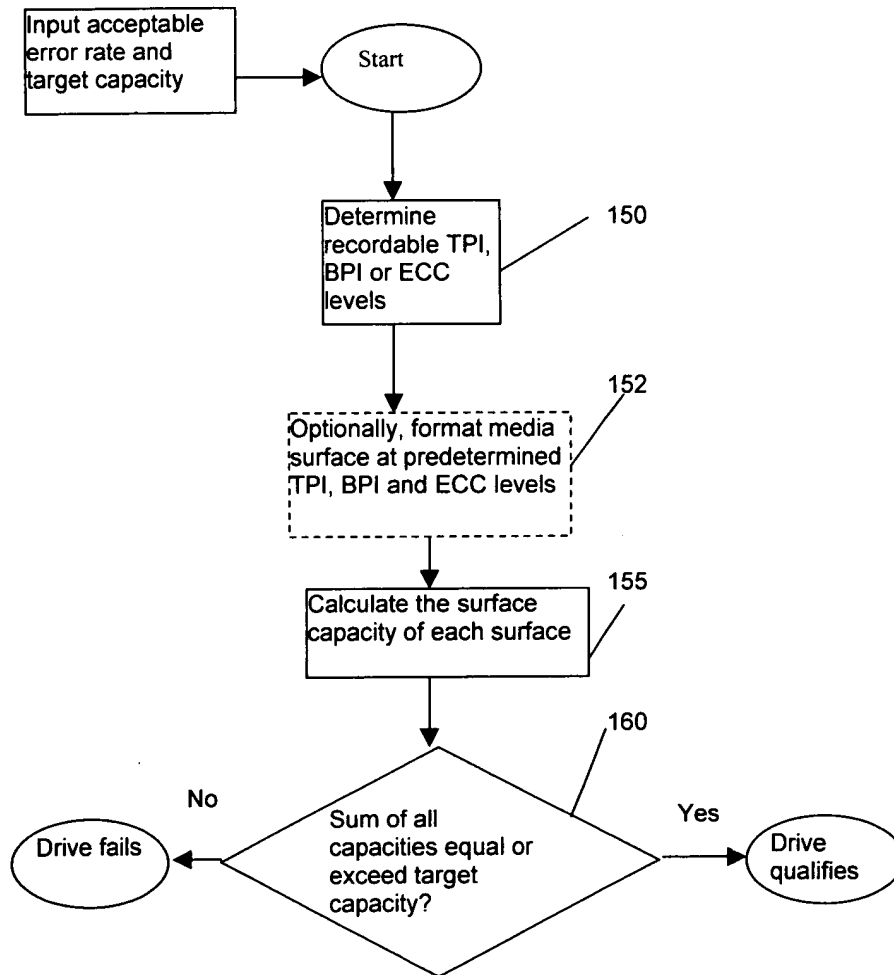 Input acceptable
error rate and
target capacity
Start
Determine
recordable TPI,
BPI or ECC
levels
150
Optionally, format media
surface at predetermined
TPI, BPI and ECC levels
152
Calculate the surface
capacity of each surface
155
Sum of all
capacities equal or
exceed target
capacity?
160
No
Drive fails
Yes
Drive
qualifies